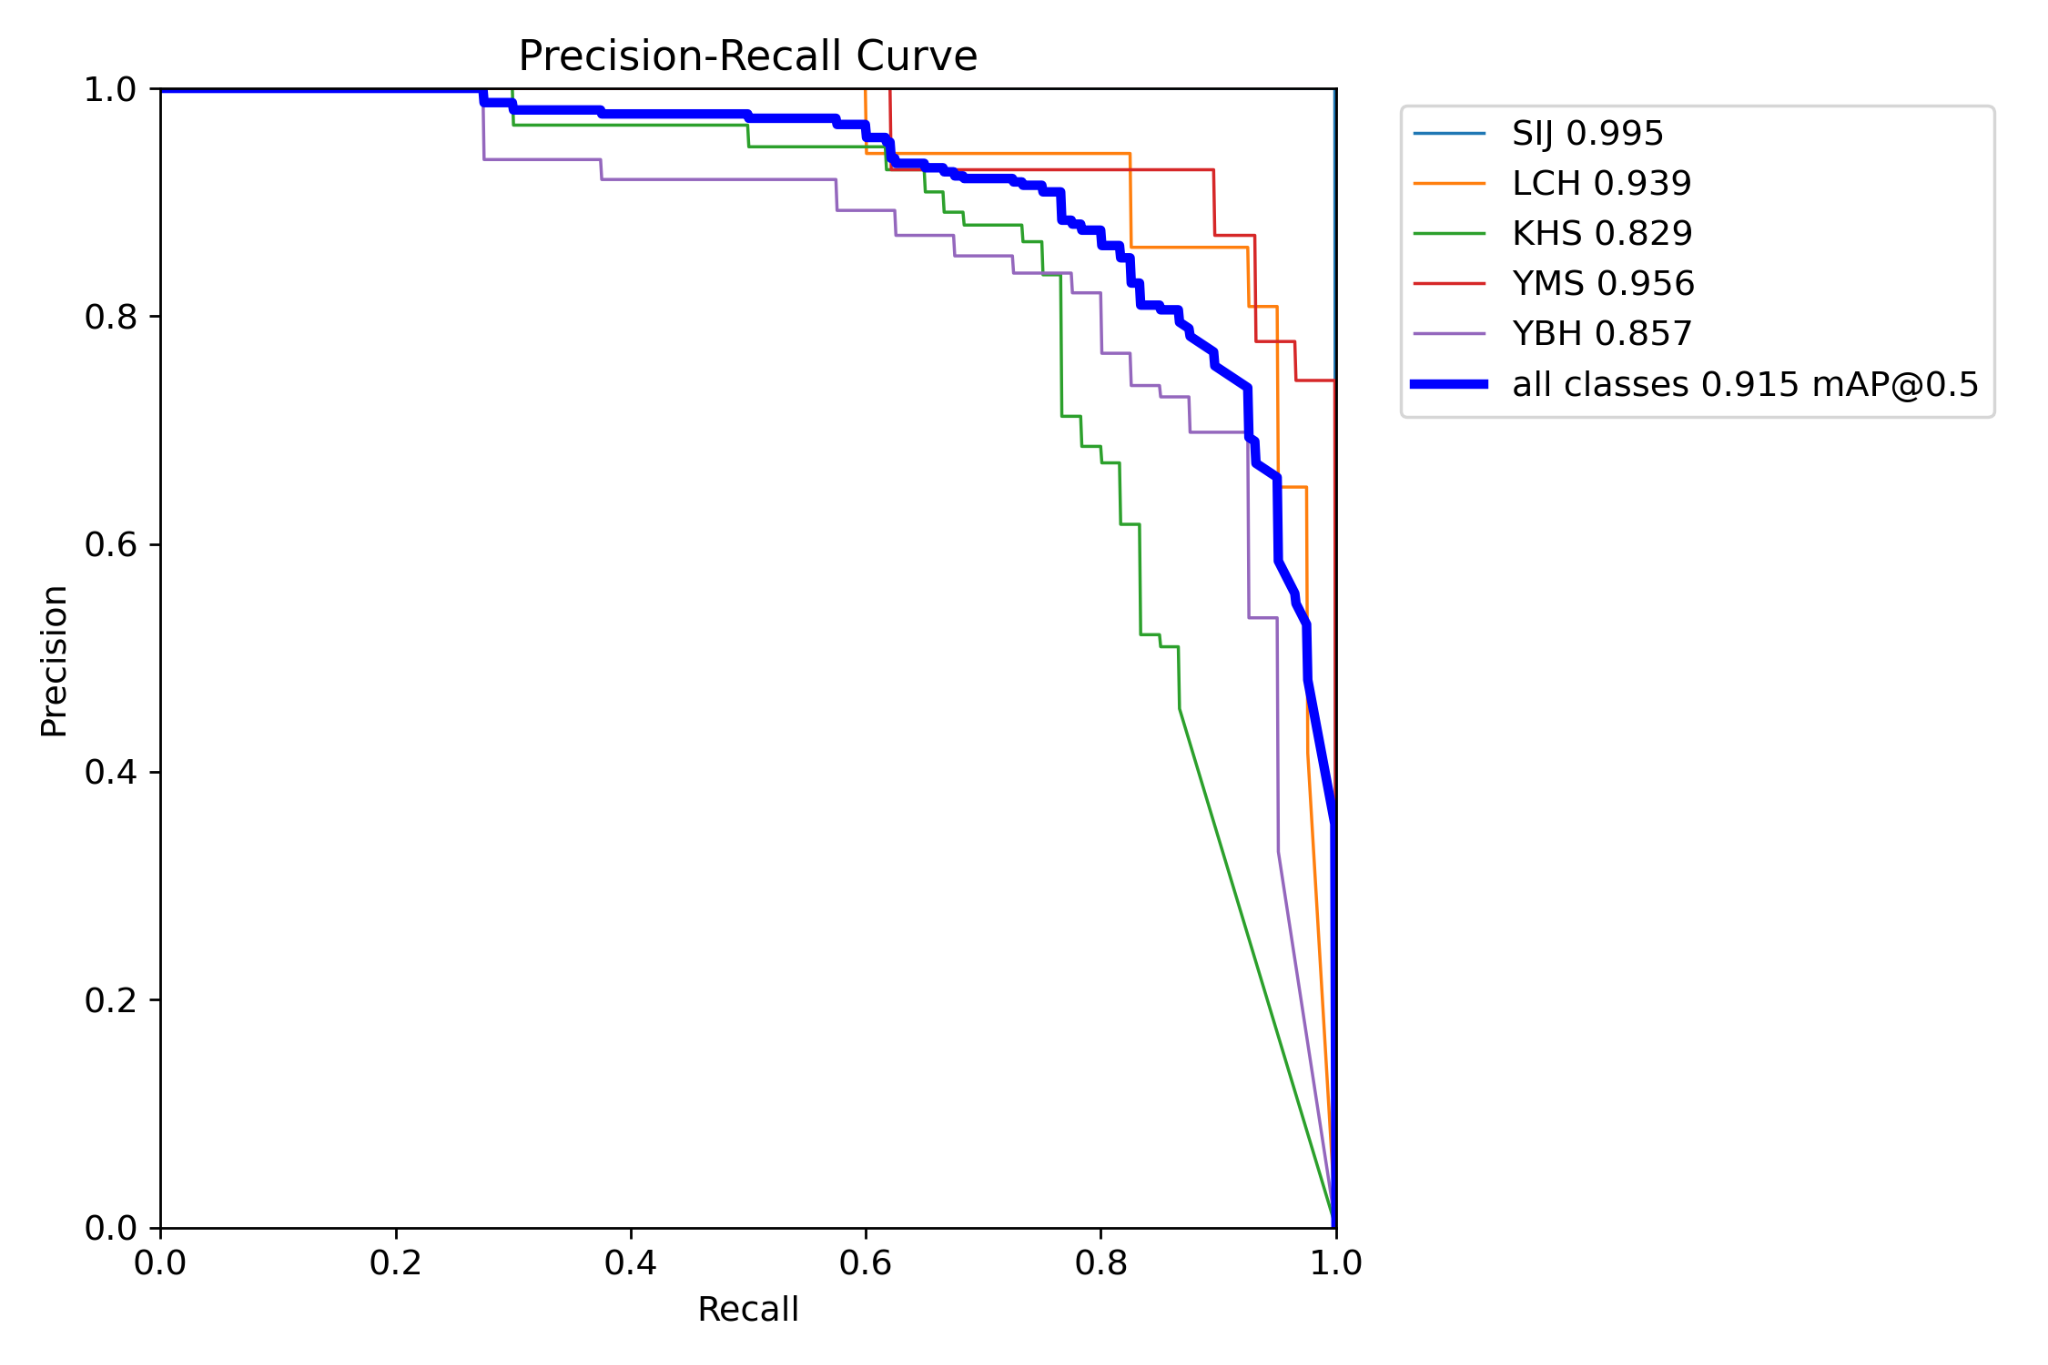 Precision-Recall Curve
1.0
0.8
0.6
0.4
0.2
0.0
Precision
0.0 0.2 0.4 0.6 0.8 1.0
Recall
SIJ 0.995
LCH 0.939
KHS 0.829
YMS 0.956
YBH 0.857
all classes 0.915 mAP@0.5